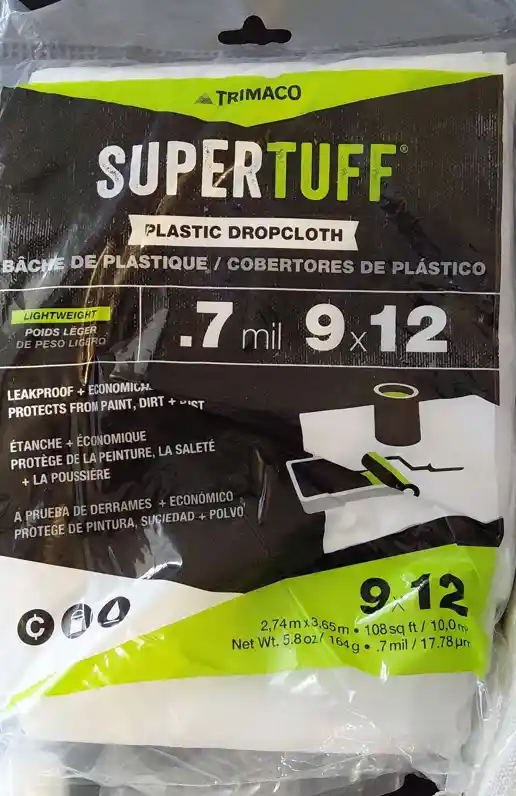 TRIMACO
SUPERTUFF®
PLASTIC DROPCLOTH
BÂCHE DE PLASTIQUE / COBERTORES DE PLÁSTICO
LIGHTWEIGHT
POIDS LÉGER
DE PESO LIGERO
.7 mil 9x12
LEAKPROOF +
PROTECTS FROM PAINT, DIRT +
ÉTANCHE + ÉCONOMIQUE
PROTÈGE DE LA PEINTURE, LA SALETÉ
+ LA POUSSIÈRE
A PRUEBA DE DERRAMES + ECONÓMICO
PROTEGE DE PINTURA, SUCIEDAD + POLVO
C
9x12
2,74 m x 3,65 m • 108 sq ft / 10,0
Net Wt. 5.8 oz / 164 g • .7 mil / 17.78 µm